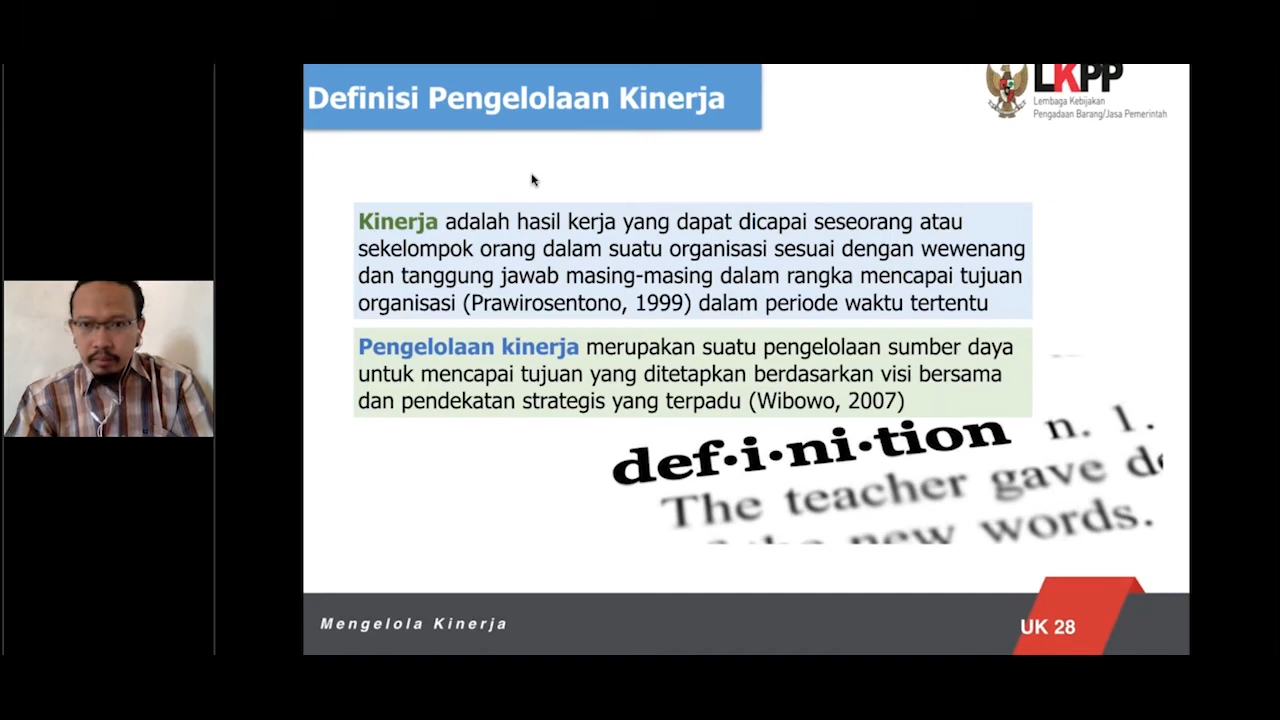 Definisi Pengelolaan Kinerja
LKPP
Lembaga Kebijakan
Pengadaan Barang/Jasa Pemerintah
Kinerja adalah hasil kerja yang dapat dicapai seseorang atau
sekelompok orang dalam suatu organisasi sesuai dengan wewenang
dan tanggung jawab masing-masing dalam rangka mencapai tujuan
organisasi (Prawirosentono, 1999) dalam periode waktu tertentu
Pengelolaan kinerja merupakan suatu pengelolaan sumber daya
untuk mencapai tujuan yang ditetapkan berdasarkan visi bersama
dan pendekatan strategis yang terpadu (Wibowo, 2007)
def·i·ni·tion n. 1.
The teacher gave
the new words.
Mengelola Kinerja
UK 28